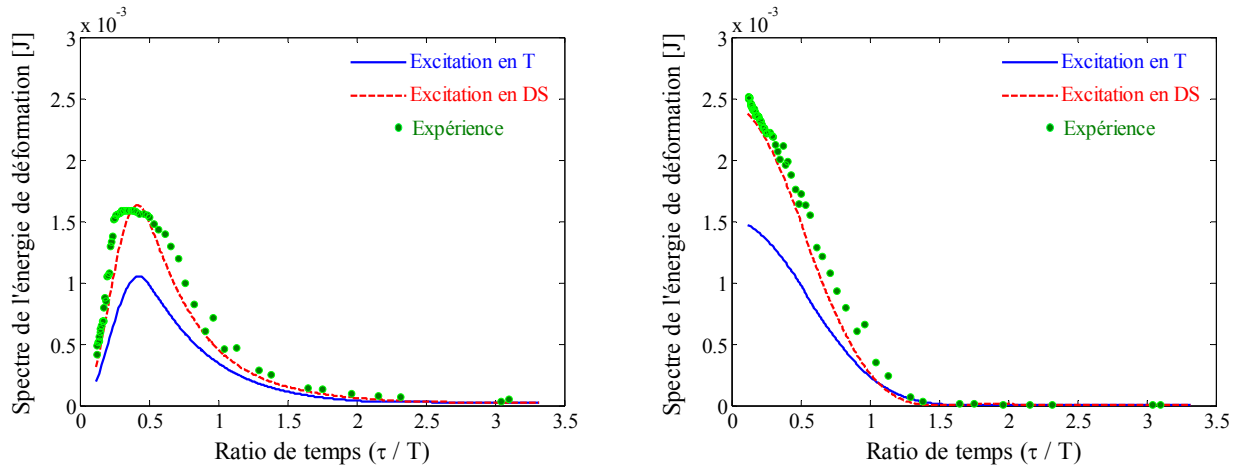 x 10⁻³
Spectre de l'énergie de déformation [J]
3
2.5
2
1.5
1
0.5
0
Excitation en T
Excitation en DS
Expérience
0 0.5 1 1.5 2 2.5 3 3.5
Ratio de temps (τ / T)
x 10⁻³
Spectre de l'énergie de déformation [J]
3
2.5
2
1.5
1
0.5
0
Excitation en T
Excitation en DS
Expérience
0 0.5 1 1.5 2 2.5 3 3.5
Ratio de temps (τ / T)